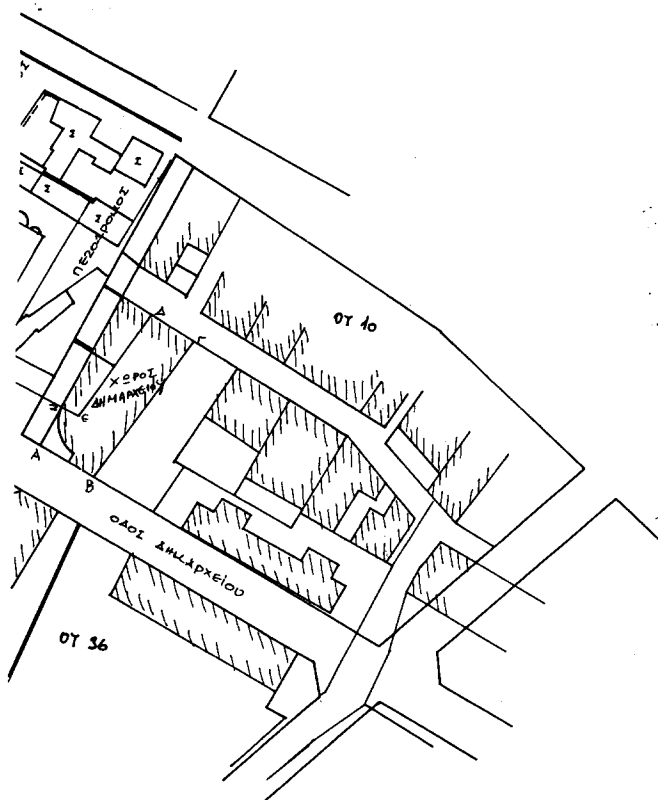 Σ
Σ
Σ
Σ
ΠΕΖΟΔΡΟΜΟΣ
ΟΤ 10
Δ
Γ
ΧΩΡΟΣ
ΔΗΜΑΡΧΕΙΟΥ
Ε
Α
Β
ΟΔΟΣ ΔΗΜΑΡΧΕΙΟΥ
ΟΤ 36